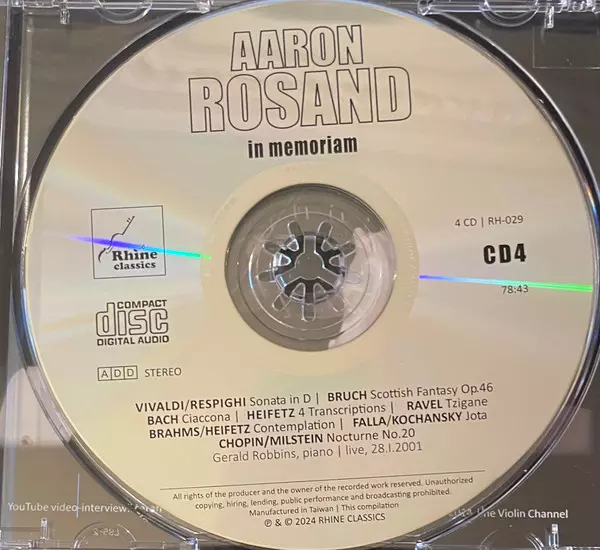 AARON
ROSAND
in memoriam
4 CD | RH-029
CD4
78:43
Rhine
classics
COMPACT
disc
DIGITAL AUDIO
ADD STEREO
VIVALDI/RESPIGHI Sonata in D | BRUCH Scottish Fantasy Op.46
BACH Ciaccona | HEIFETZ 4 Transcriptions | RAVEL Tzigane
BRAHMS/HEIFETZ Contemplation | FALLA/KOCHANSKY Jota
CHOPIN/MILSTEIN Nocturne No.20
Gerald Robbins, piano | live, 28.I.2001
All rights of the producer and the owner of the recorded work reserved. Unauthorized
copying, hiring, lending, public performance and broadcasting prohibited.
Manufactured in Taiwan | This compilation
℗ & © 2024 RHINE CLASSICS
YouTube video-interview: The Violin Channel